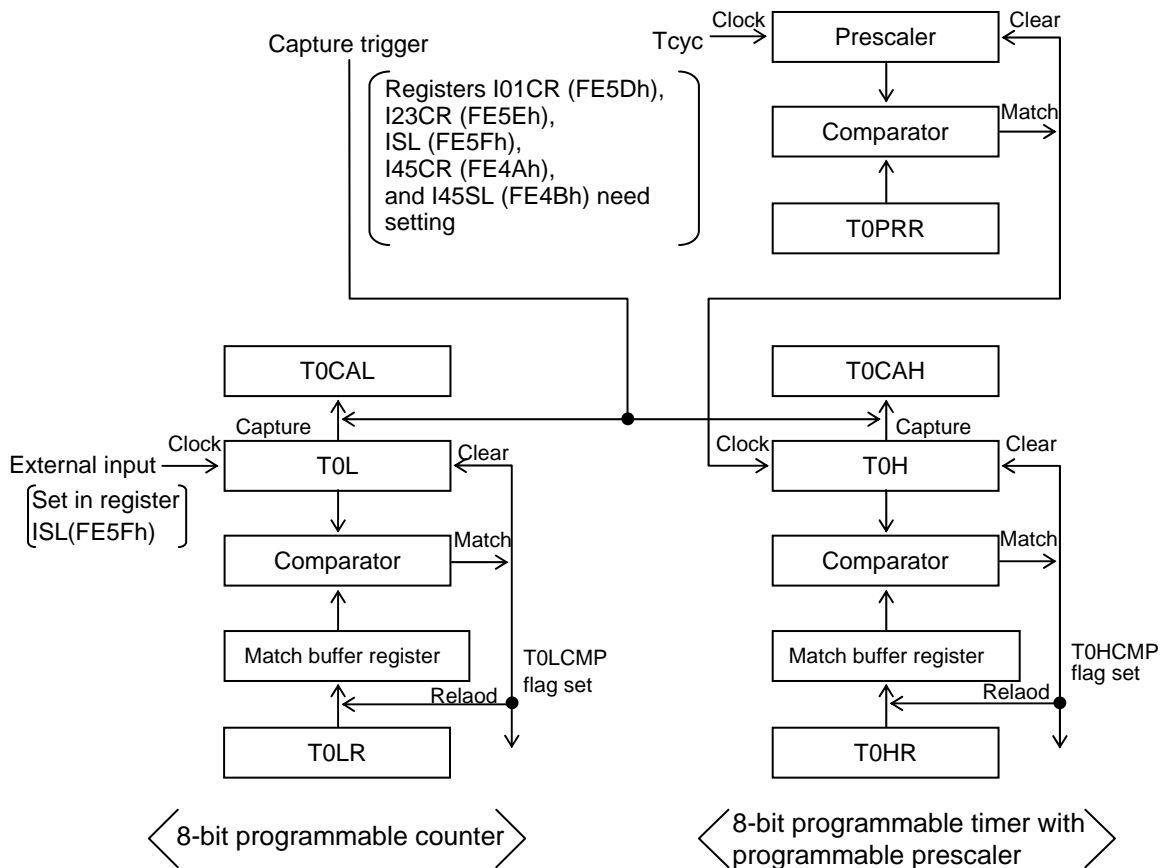 Capture trigger
Registers I01CR (FE5Dh),
I23CR (FE5Eh),
ISL (FE5Fh),
I45CR (FE4Ah),
and I45SL (FE4Bh) need
setting
Tcyc
Clock
Prescaler
Clear
Comparator
Match
T0PRR
T0CAL
Capture
Clock
External input
Set in register
ISL(FE5Fh)
T0L
Clear
Comparator
Match
Match buffer register
T0LCMP
flag set
Relaod
T0LR
8-bit programmable counter
T0CAH
Capture
Clock
T0H
Clear
Comparator
Match
Match buffer register
T0HCMP
flag set
Relaod
T0HR
8-bit programmable timer with
programmable prescaler